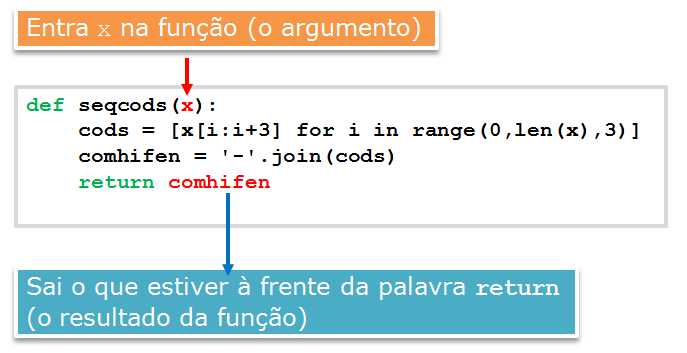 Entra x na função (o argumento)
def seqcods(x):
    cods = [x[i:i+3] for i in range(0,len(x),3)]
    comhifen = '-'.join(cods)
    return comhifen
Sai o que estiver à frente da palavra return
(o resultado da função)